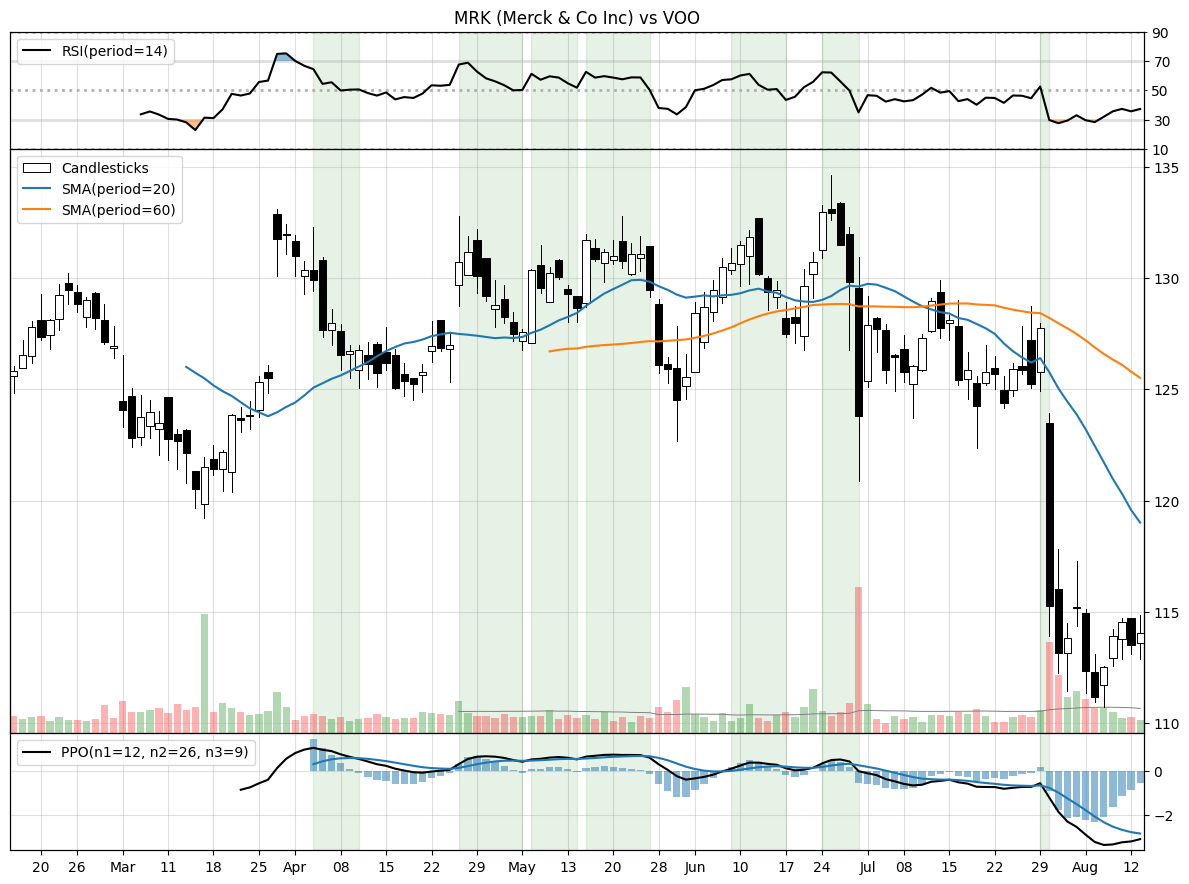 MRK (Merck & Co Inc) vs VOO
RSI(period=14)
90
70
50
30
10
Candlesticks
SMA(period=20)
SMA(period=60)
135
130
125
120
115
110
PPO(n1=12, n2=26, n3=9)
0
−2
20 26 Mar 11 18 25 Apr 08 15 22 29 May 13 20 28 Jun 10 17 24 Jul 08 15 22 29 Aug 12